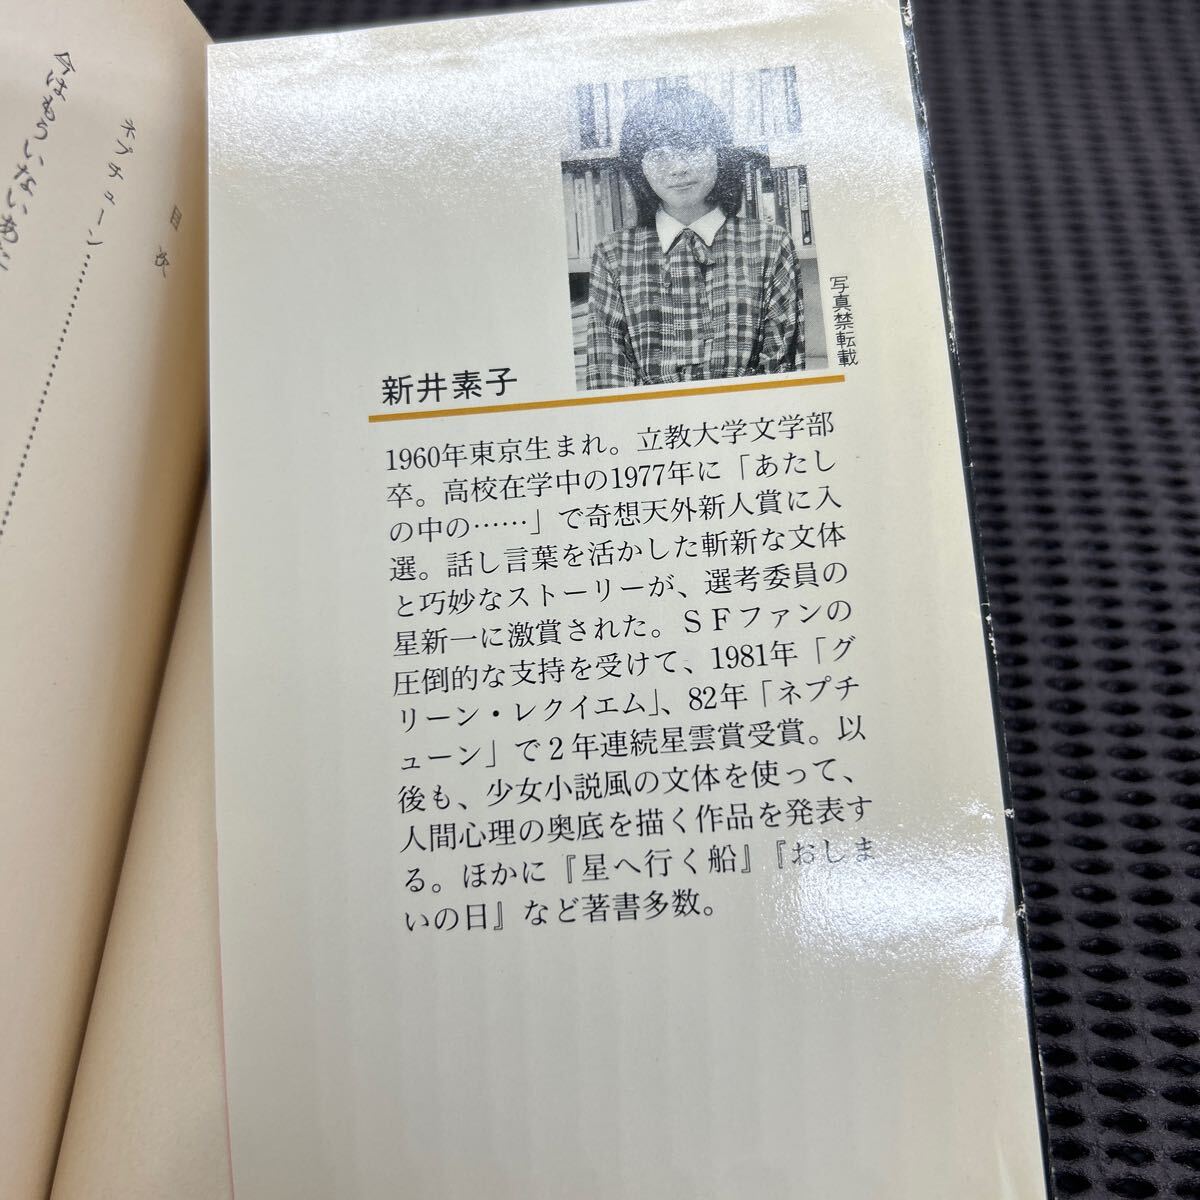 目次
ネプチューン…………
今はもういないあた
写真禁転載
新井素子
1960年東京生まれ。立教大学文学部
卒。高校在学中の1977年に「あたし
の中の……」で奇想天外新人賞に入
選。話し言葉を活かした斬新な文体
と巧妙なストーリーが、選考委員の
星新一に激賞された。ＳＦファンの
圧倒的な支持を受けて、1981年「グ
リーン・レクイエム」、82年「ネプチ
ューン」で２年連続星雲賞受賞。以
後も、少女小説風の文体を使って、
人間心理の奥底を描く作品を発表す
る。ほかに『星へ行く船』『おしま
いの日』など著書多数。